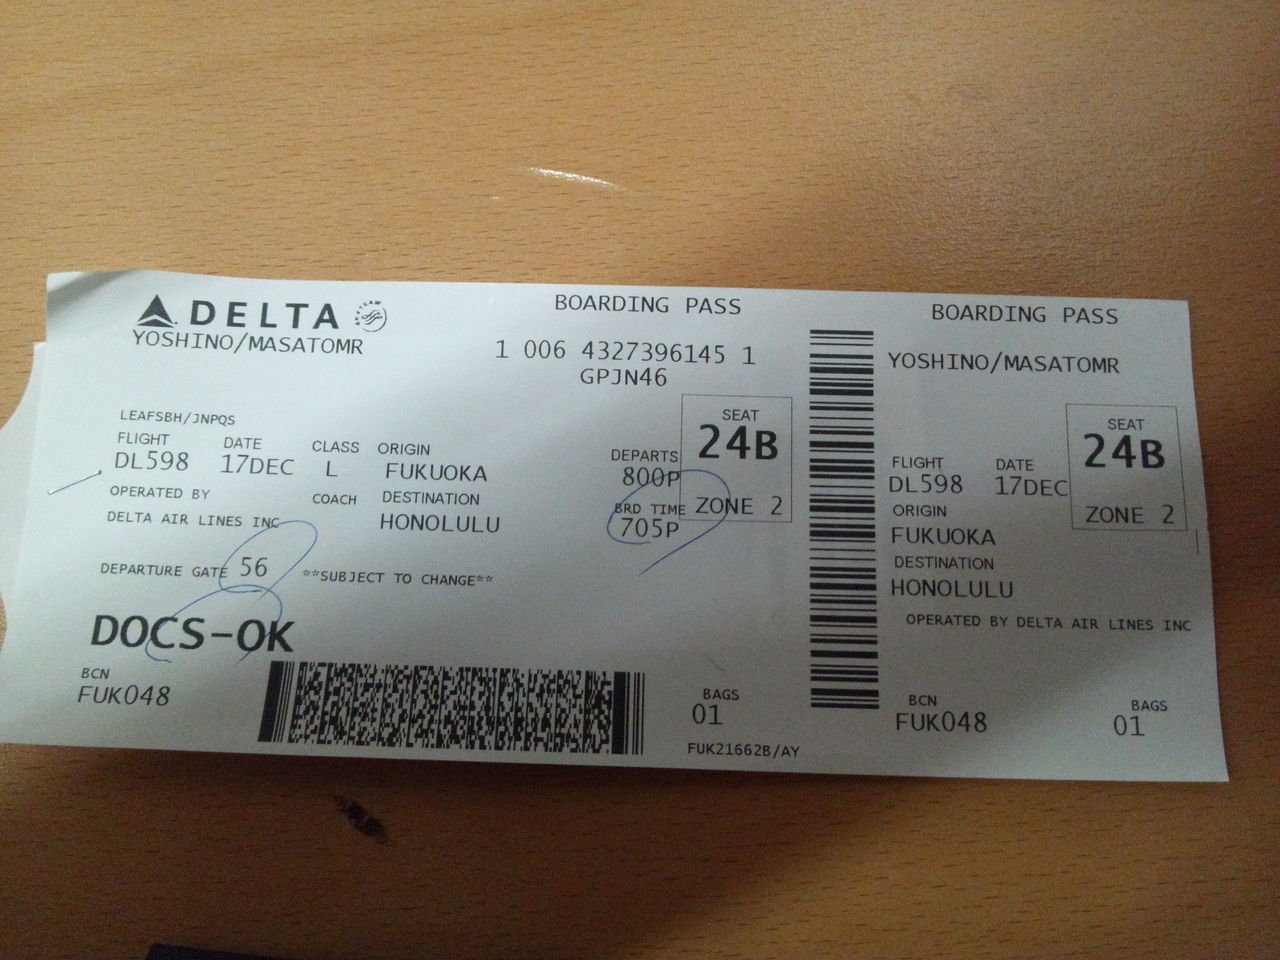 DELTA
SKYTEAM
YOSHINO/MASATOMR
BOARDING PASS
1 006 4327396145 1
GPJN46
LEAFSBH/JNPQS
FLIGHT DATE CLASS ORIGIN
DL598 17DEC L FUKUOKA
OPERATED BY COACH DESTINATION
DELTA AIR LINES INC HONOLULU
DEPARTS
800P
BRD TIME
705P
SEAT
24B
ZONE 2
DEPARTURE GATE 56 **SUBJECT TO CHANGE**
DOCS-OK
BCN
FUK048
BAGS
01
FUK21662B/AY
BOARDING PASS
YOSHINO/MASATOMR
SEAT
24B
ZONE 2
FLIGHT DATE
DL598 17DEC
ORIGIN
FUKUOKA
DESTINATION
HONOLULU
OPERATED BY DELTA AIR LINES INC
BCN
FUK048
BAGS
01